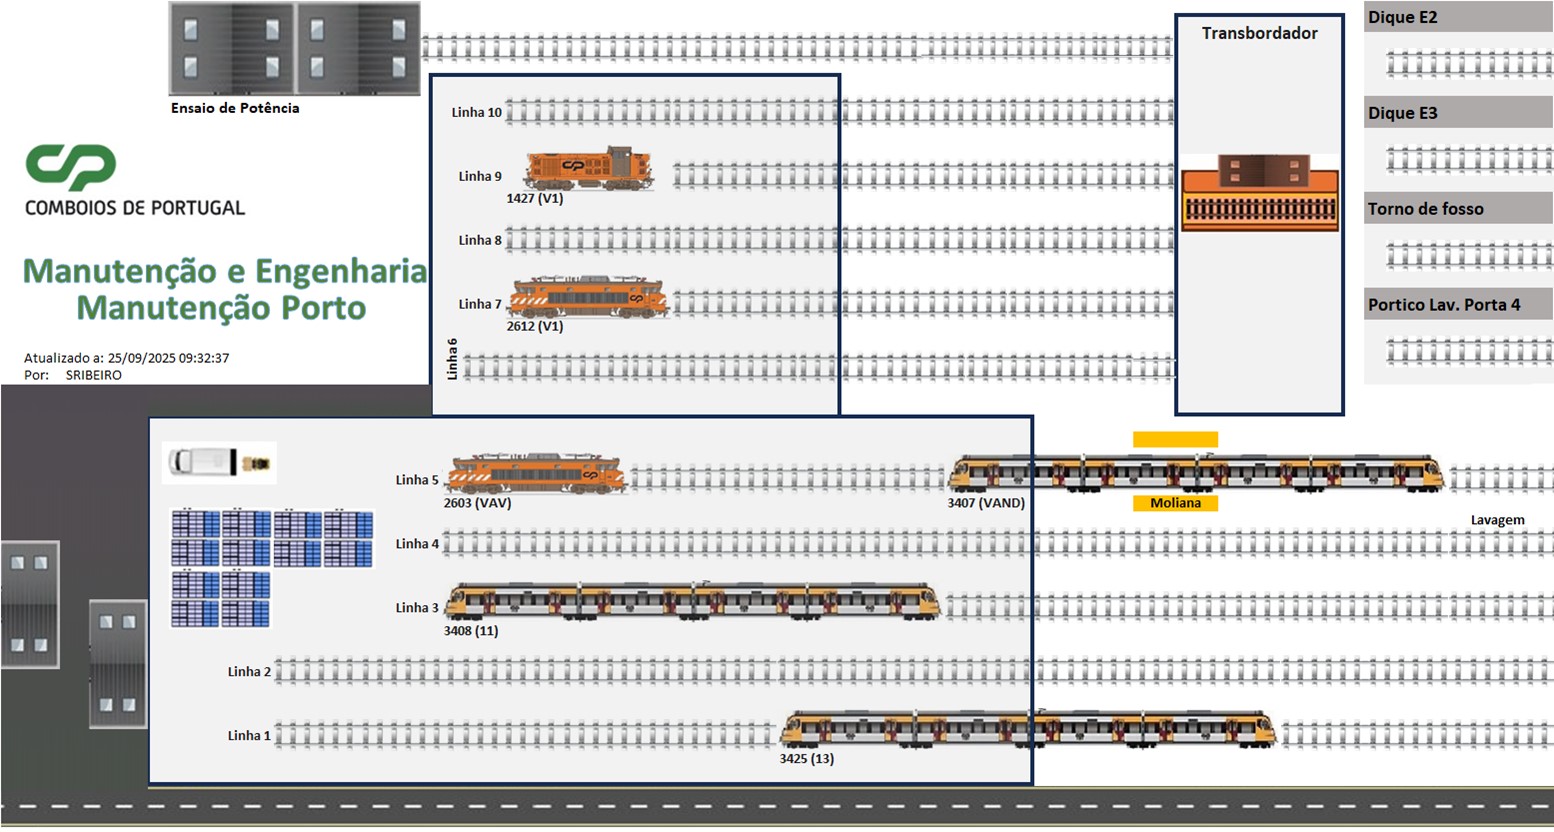 Ensaio de Potência
Transbordador
Dique E2
Dique E3
Torno de fosso
Portico Lav. Porta 4
CP
COMBOIOS DE PORTUGAL
Manutenção e Engenharia
Manutenção Porto
Atualizado a: 25/09/2025 09:32:37
Por: SRIBEIRO
Linha 10
Linha 9
1427 (V1)
Linha 8
Linha 7
2612 (V1)
Linha 6
Linha 5
2603 (VAV)
3407 (VAND)
Moliana
Lavagem
Linha 4
Linha 3
3408 (11)
Linha 2
Linha 1
3425 (13)